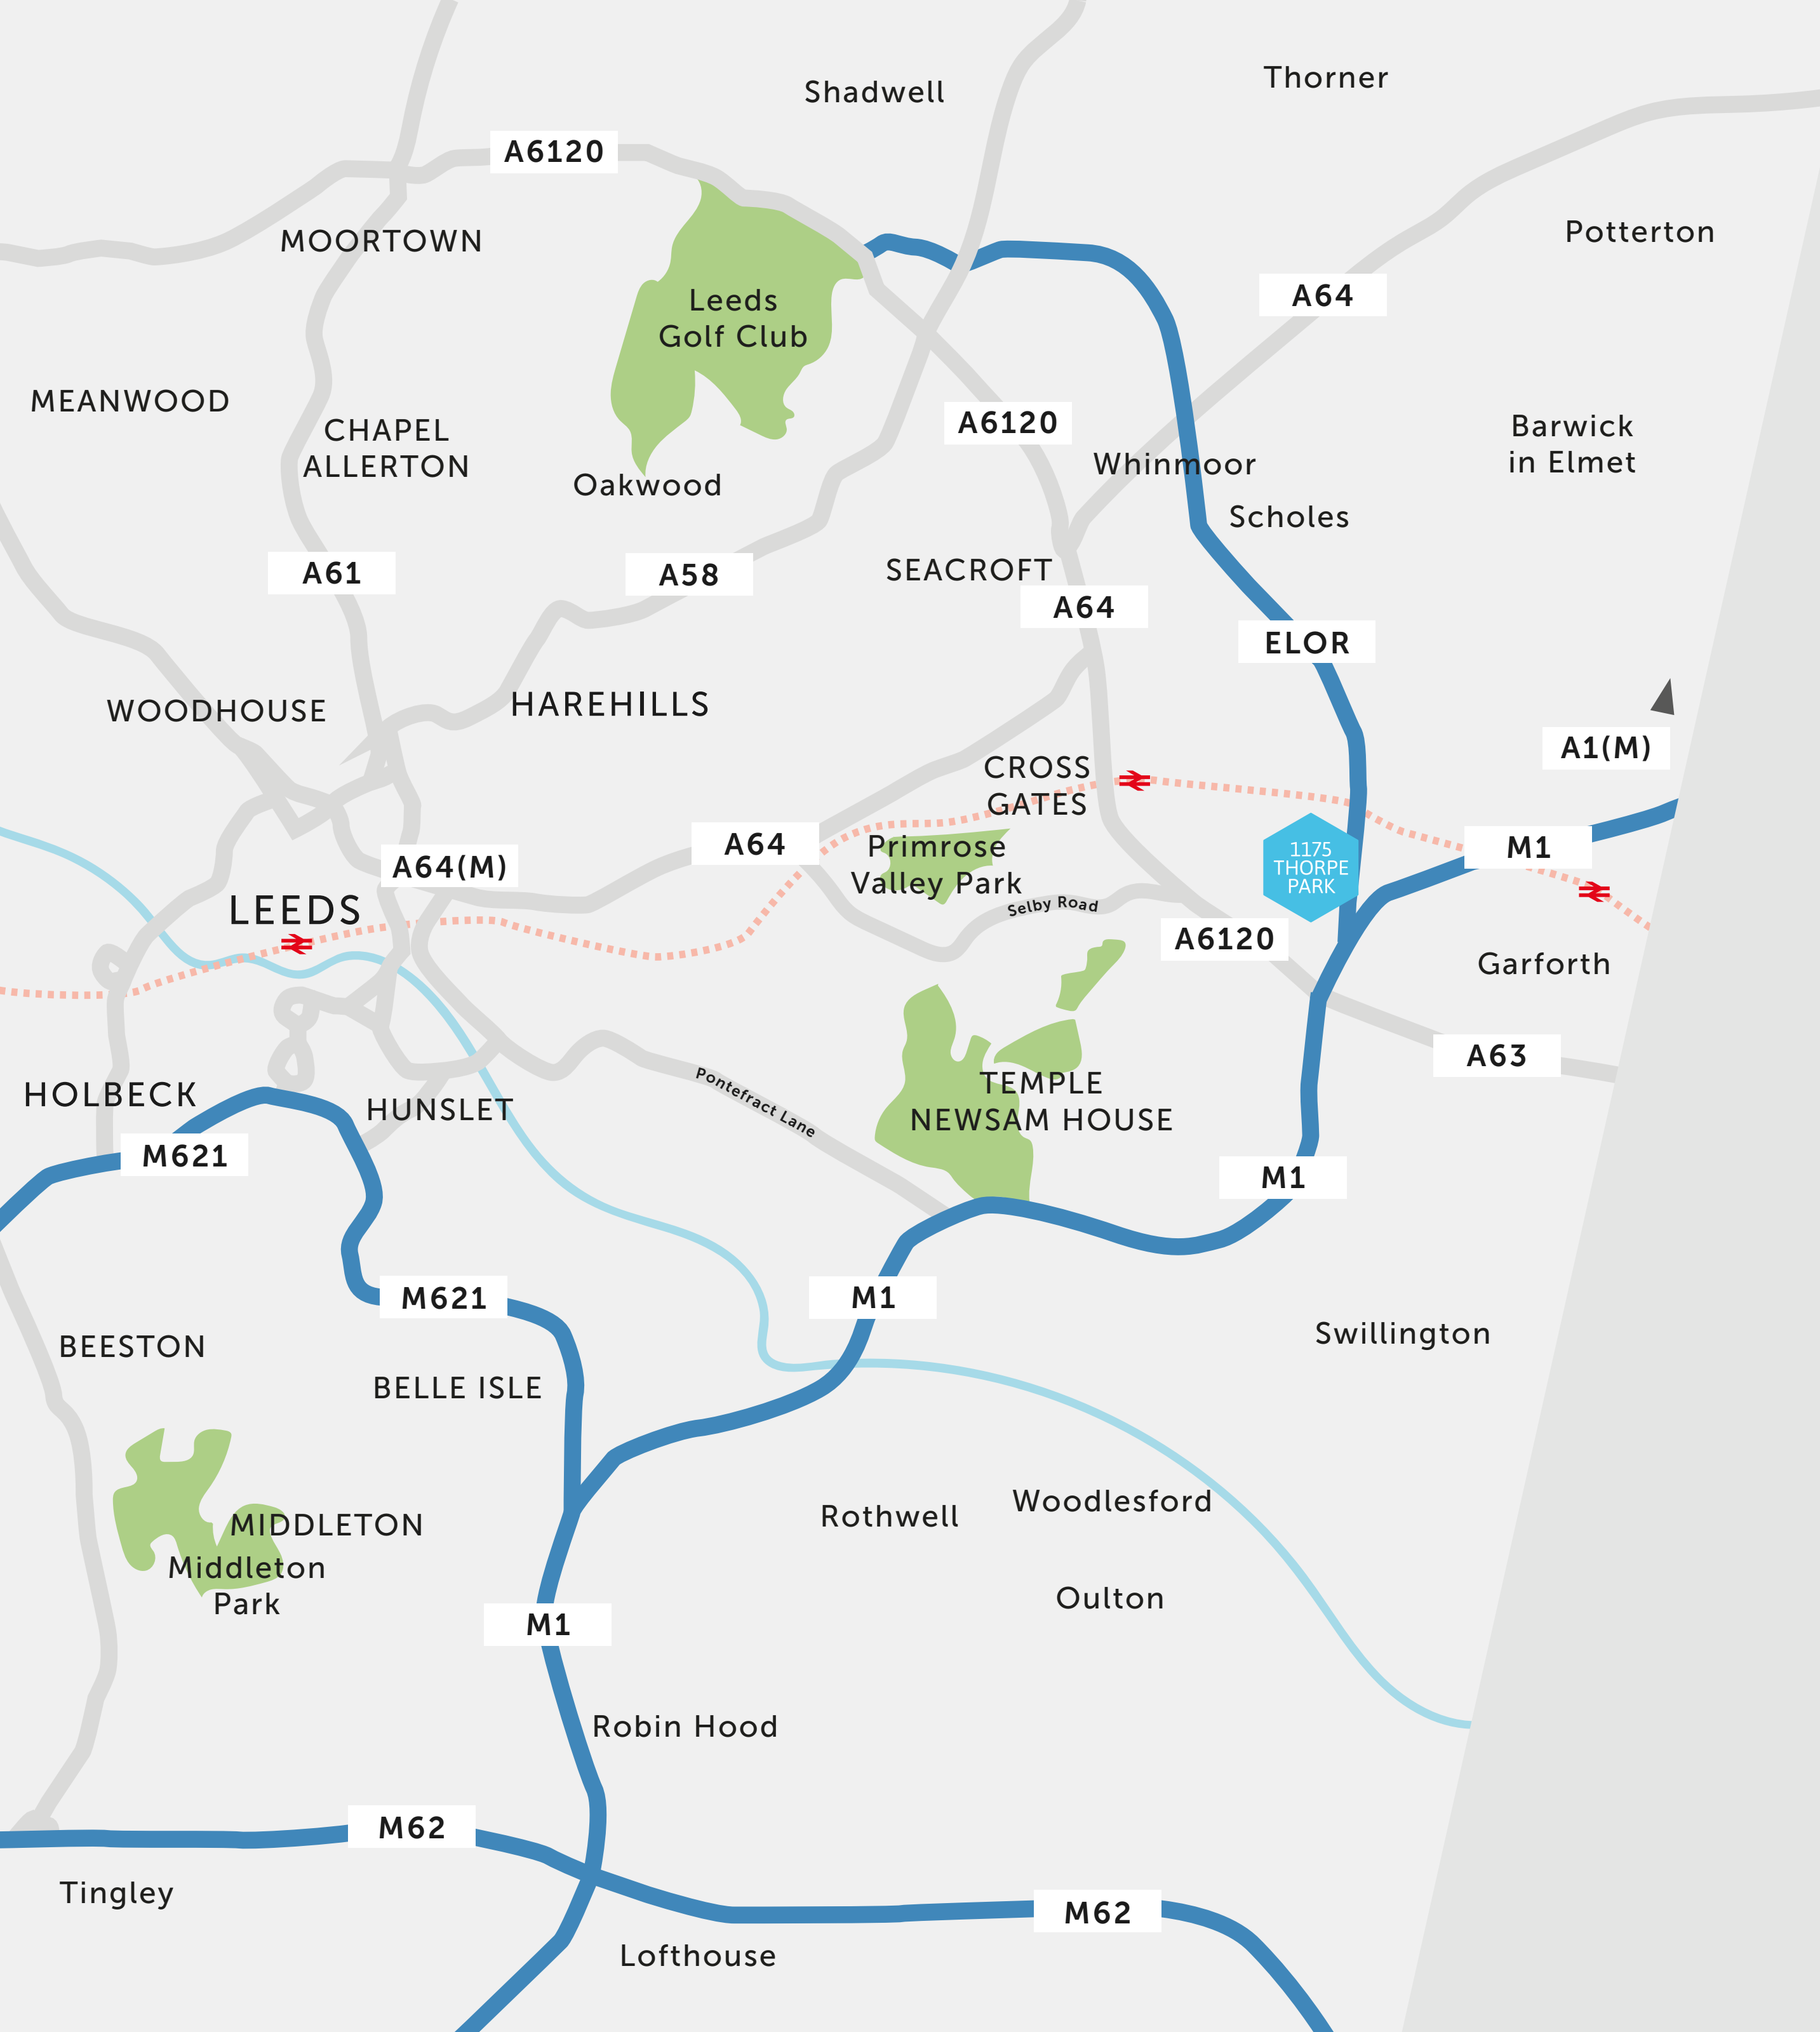 Thorner
Shadwell
A6120
Potterton
MOORTOWN
A64
Leeds
Golf Club
MEANWOOD
A6120
Barwick
in Elmet
CHAPEL
ALLERTON
Whinmoor
Oakwood
Scholes
SEACROFT
A61
A58
A64
ELOR
HAREHILLS
WOODHOUSE
A1(M)
CROSS
GATES
A64
Primrose
Valley Park
M1
1175
THORPE
PARK
A64(M)
LEEDS
Selby Road
A6120
Garforth
A63
TEMPLE
NEWSAM HOUSE
HOLBECK
Pontefract Lane
HUNSLET
M621
M1
M621
M1
Swillington
BEESTON
BELLE ISLE
Woodlesford
Rothwell
MIDDLETON
Middleton
Park
Oulton
M1
Robin Hood
M62
Tingley
M62
Lofthouse